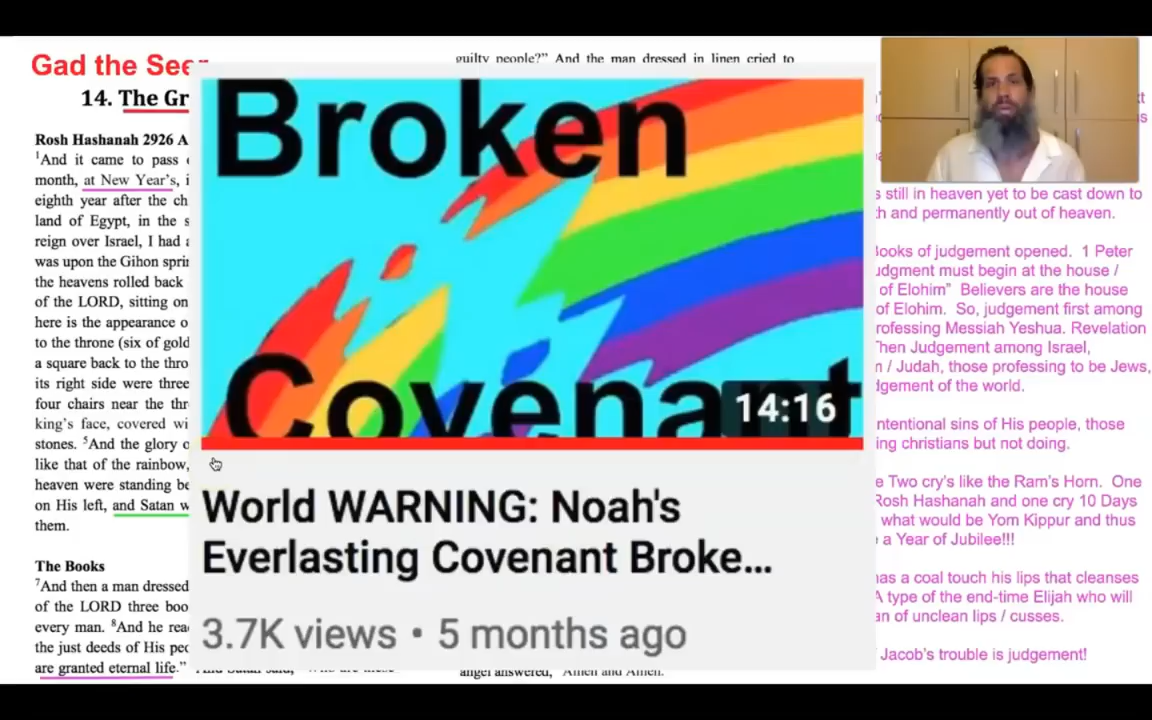 Gad the Seer
14. The Gr
Rosh Hashanah 2926 A
¹And it came to pass
month, at New Year's, i
eighth year after the ch
land of Egypt, in the s
reign over Israel, I had
was upon the Gihon sprin
the heavens rolled back
of the LORD, sitting on
here is the appearance o
to the throne (six of gold
a square back to the thro
its right side were three
four chairs near the thr
king's face, covered wi
stones. ⁵And the glory o
like that of the rainbow,
heaven were standing be
on His left, and Satan w
them.
The Books
⁷And then a man dressed
of the LORD three boo
every man. ⁸And he rea
the just deeds of His peo
are granted eternal life."
guilty people?" And the man dressed in linen cried to
Broken
Covenant
14:16
World WARNING: Noah's
Everlasting Covenant Broke...
3.7K views • 5 months ago
angel answered, "Amen and Amen."
s still in heaven yet to be cast down to
h and permanently out of heaven.
Books of judgement opened. 1 Peter
udgment must begin at the house /
of Elohim" Believers are the house
of Elohim. So, judgement first among
rofessing Messiah Yeshua. Revelation
Then Judgement among Israel,
n / Judah, those professing to be Jews,
dgement of the world.
ntentional sins of His people, those
ing christians but not doing.
e Two cry's like the Ram's Horn. One
Rosh Hashanah and one cry 10 Days
what would be Yom Kippur and thus
a Year of Jubilee!!!
has a coal touch his lips that cleanses
A type of the end-time Elijah who will
an of unclean lips / cusses.
Jacob's trouble is judgement!